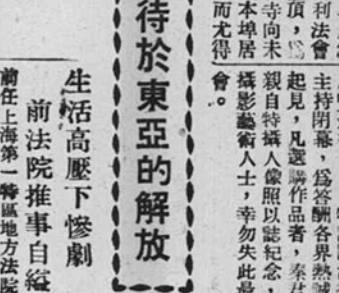 利法會
頂，爲
寺向未
本埠居
而尤得
主持閉幕，爲答酬各界熱誠
起見，凡選購作品者，秦君
親自特攝人像照以誌紀念，
攝影藝術人士，幸勿失此最
會。
待於東亞的解放
生活高壓下慘劇
前法院推事自縊
前任上海第一特區地方法院